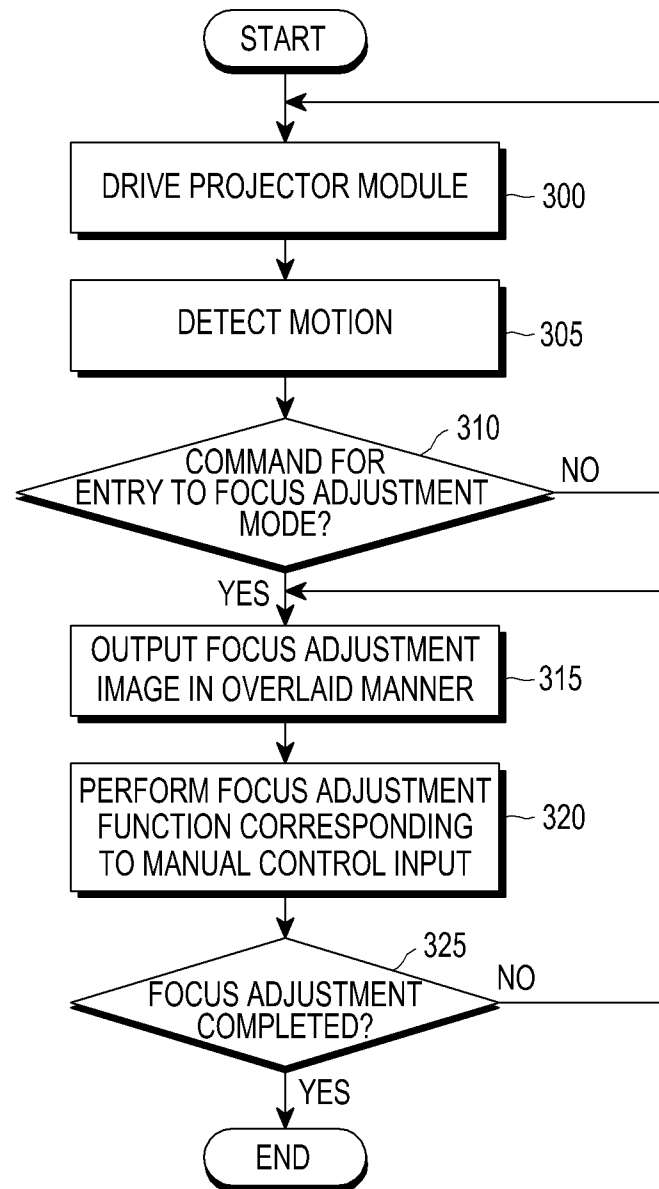 START
DRIVE PROJECTOR MODULE
300
DETECT MOTION
305
310
COMMAND FOR
ENTRY TO FOCUS ADJUSTMENT
MODE?
NO
YES
OUTPUT FOCUS ADJUSTMENT
IMAGE IN OVERLAID MANNER
315
PERFORM FOCUS ADJUSTMENT
FUNCTION CORRESPONDING
TO MANUAL CONTROL INPUT
320
325
FOCUS ADJUSTMENT
COMPLETED?
NO
YES
END